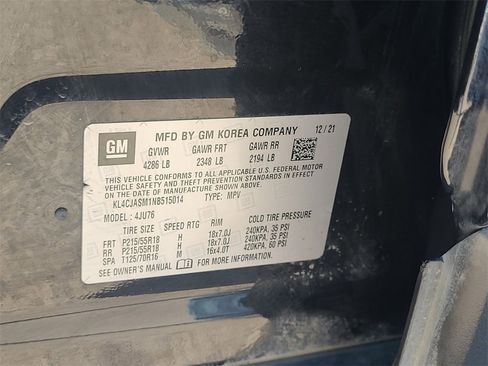 GM
MFD BY GM KOREA COMPANY 12/21
GVWR GAWR FRT GAWR RR
4286 LB 2348 LB 2194 LB
THIS VEHICLE CONFORMS TO ALL APPLICABLE U.S. FEDERAL MOTOR
VEHICLE SAFETY, BUMPER, AND THEFT PREVENTION STANDARDS IN EFFECT
ON THE DATE OF MANUFACTURE SHOWN ABOVE.
KL4CJASM1NB515014 TYPE: MPV
MODEL: 4JU76
TIRE SIZE SPEED RTG RIM COLD TIRE PRESSURE
FRT P215/55R18 H 18x7.0J 240KPA, 35 PSI
RR P215/55R18 H 18x7.0J 240KPA, 35 PSI
SPA T125/70R16 M 16x4.0T 420KPA, 60 PSI
SEE OWNER'S MANUAL FOR MORE INFORMATION.